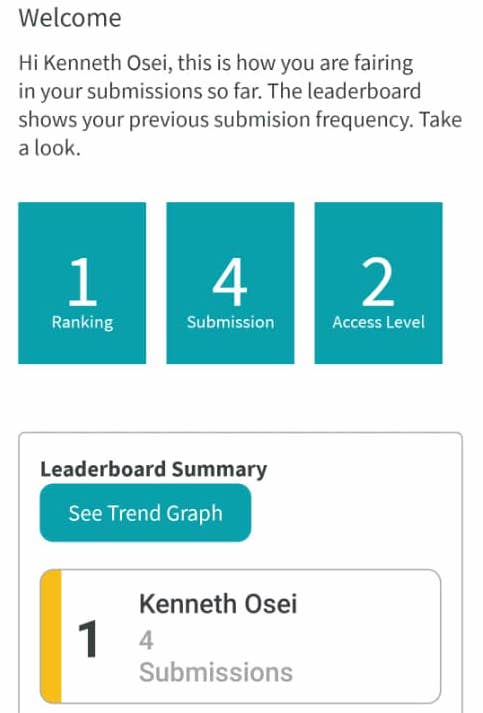 Welcome
Hi Kenneth Osei, this is how you are fairing
in your submissions so far. The leaderboard
shows your previous submision frequency. Take
a look.
1
Ranking
4
Submission
2
Access Level
Leaderboard Summary
See Trend Graph
1
Kenneth Osei
4
Submissions